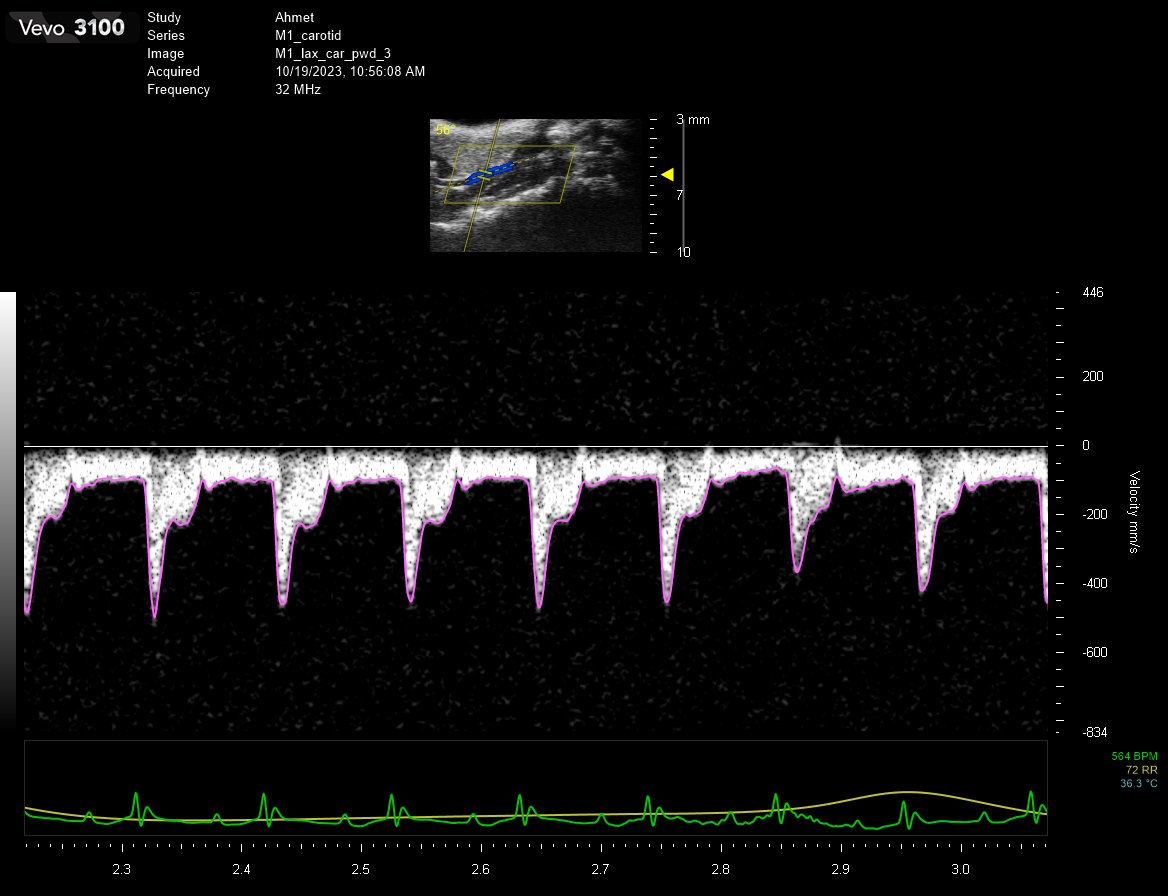 Vevo 3100
Study Ahmet
Series M1_carotid
Image M1_lax_car_pwd_3
Acquired 10/19/2023, 10:56:08 AM
Frequency 32 MHz
56°
3 mm
7
10
446
200
0
-200
-400
-600
-834
Velocity mm/s
564 BPM
72 RR
36.3 °C
2.3 2.4 2.5 2.6 2.7 2.8 2.9 3.0